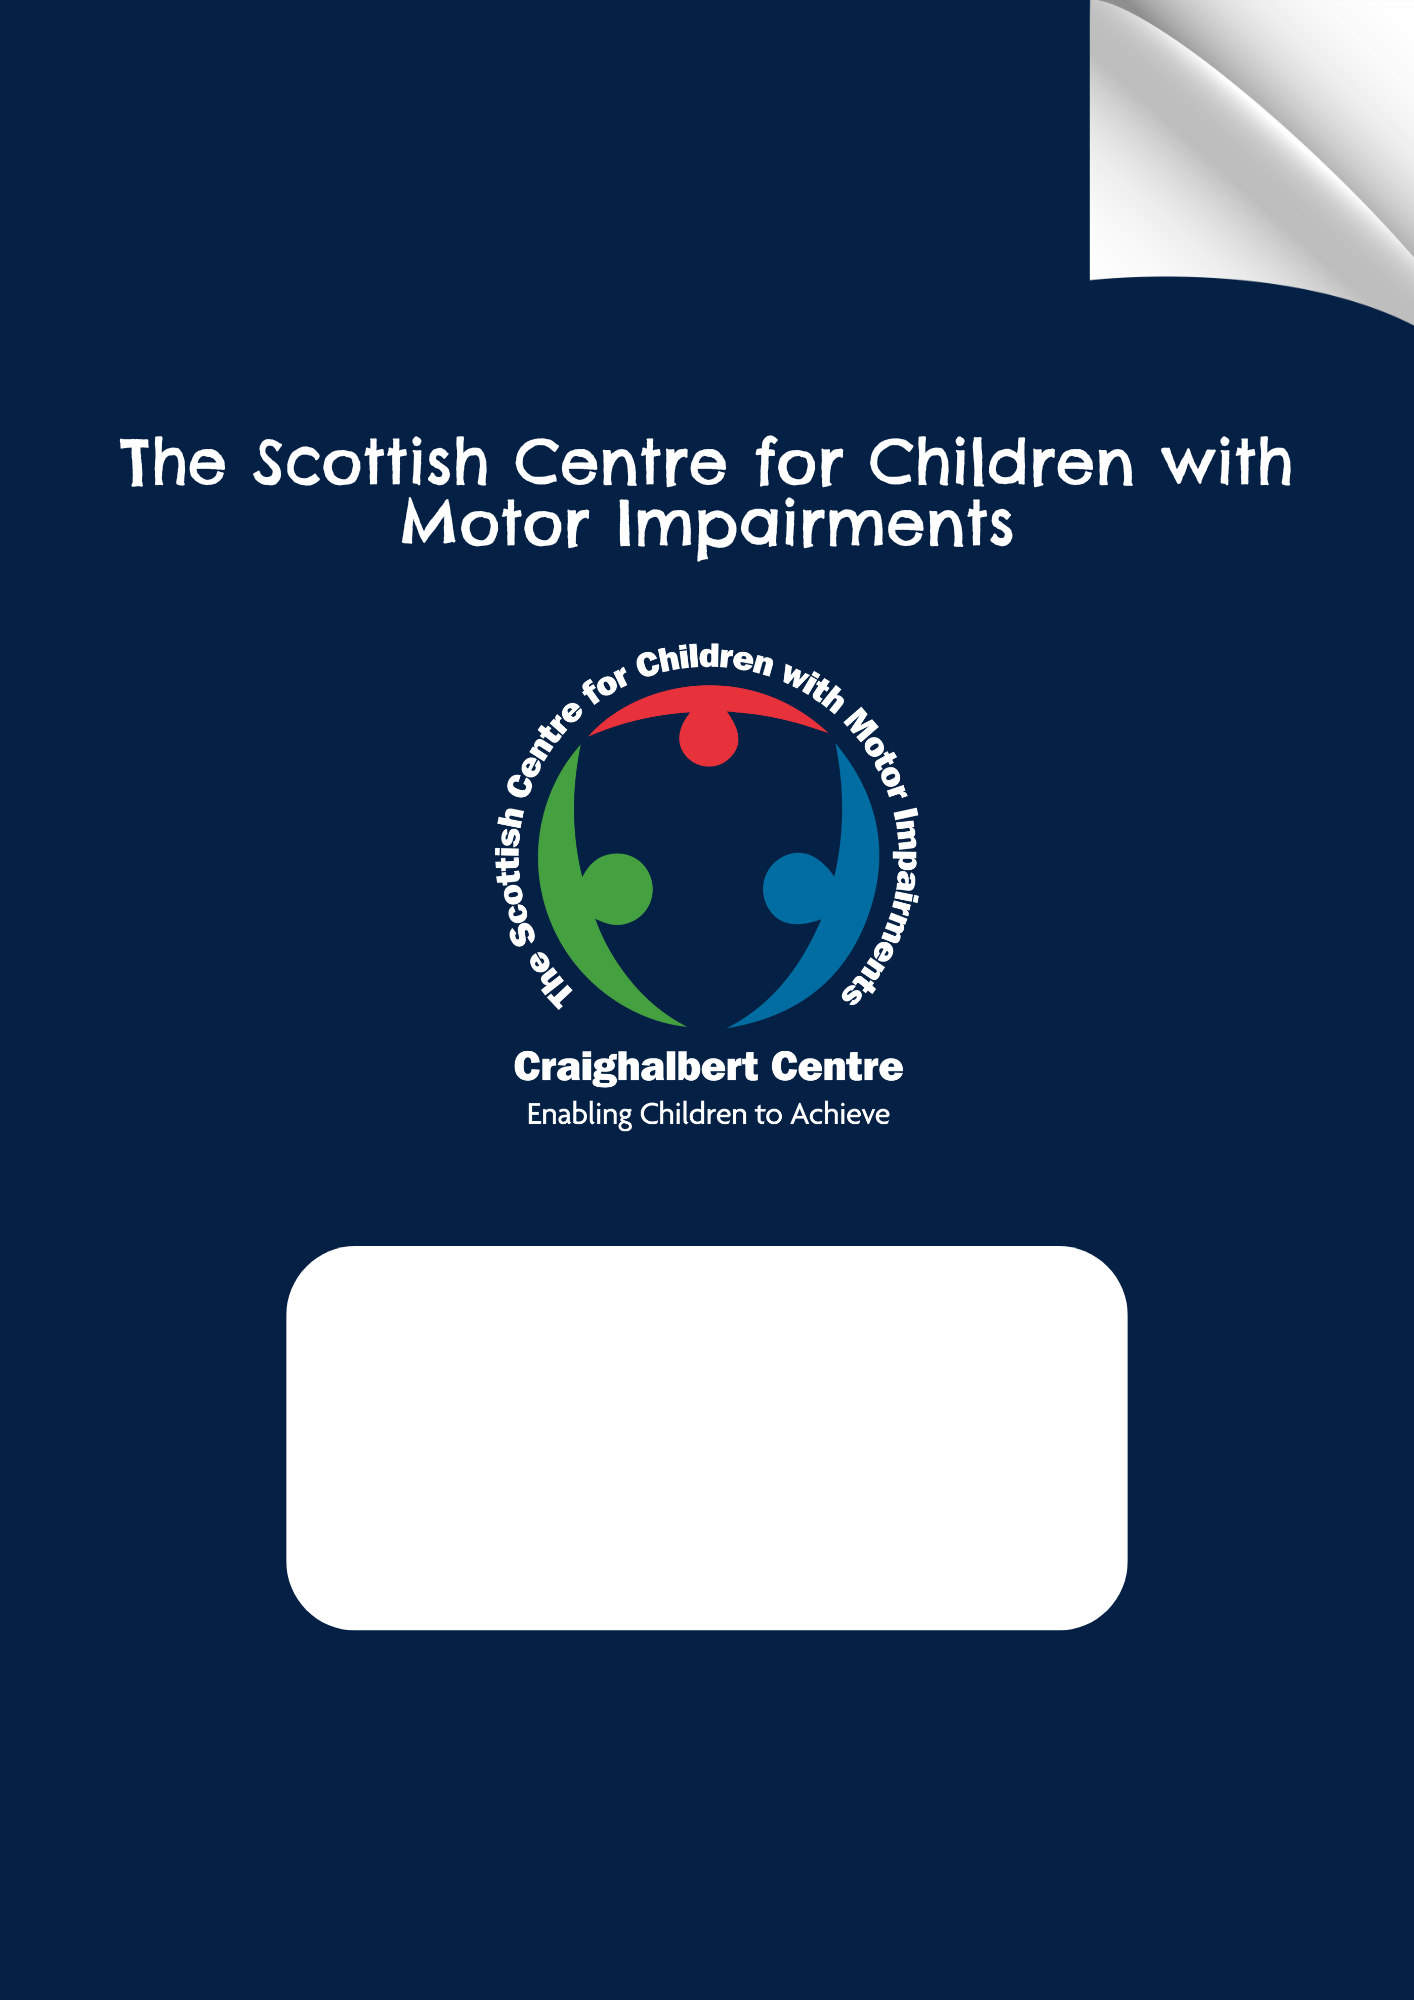 The Scottish Centre for Children with
Motor Impairments
The Scottish Centre for Children with Motor Impairments
Craighalbert Centre
Enabling Children to Achieve